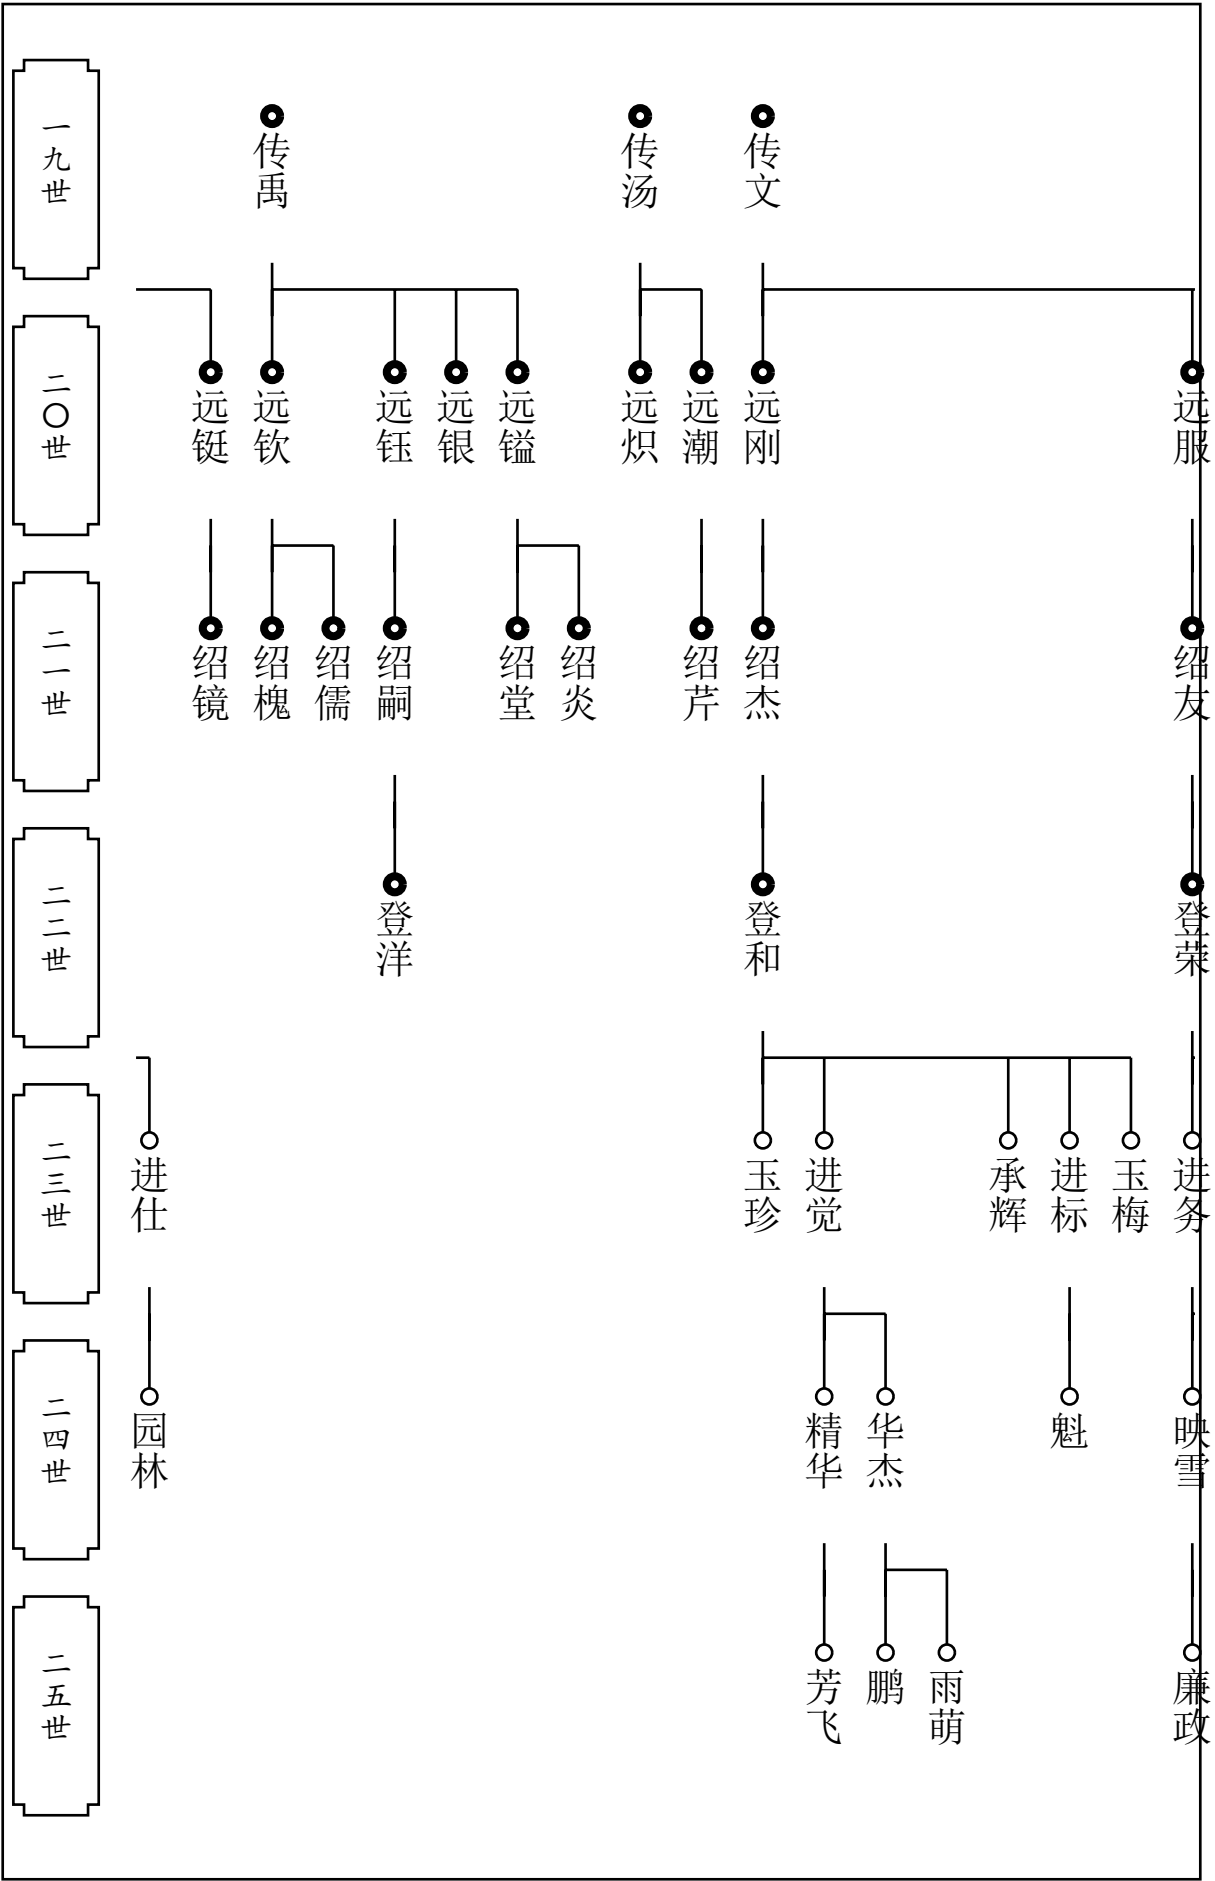 一九世
传禹
传汤
传文
二〇世
远铤
远钦
远钰
远银
远镒
远炽
远潮
远刚
远服
二一世
绍镜
绍槐
绍儒
绍嗣
绍堂
绍炎
绍芹
绍杰
绍友
二二世
登洋
登和
登荣
二三世
进仕
玉珍
进觉
承辉
进标
玉梅
进务
二四世
园林
精华
华杰
魁
映雪
二五世
芳飞
鹏
雨萌
廉政